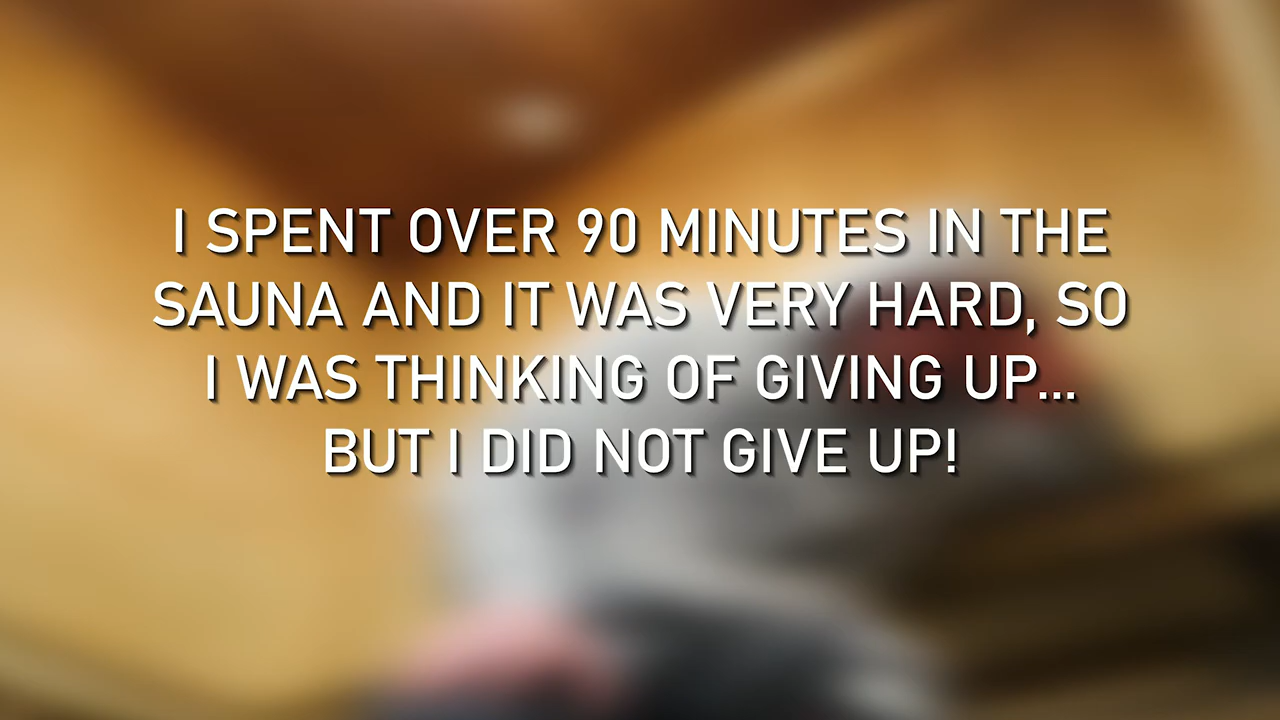 I SPENT OVER 90 MINUTES IN THE
SAUNA AND IT WAS VERY HARD, SO
I WAS THINKING OF GIVING UP...
BUT I DID NOT GIVE UP!